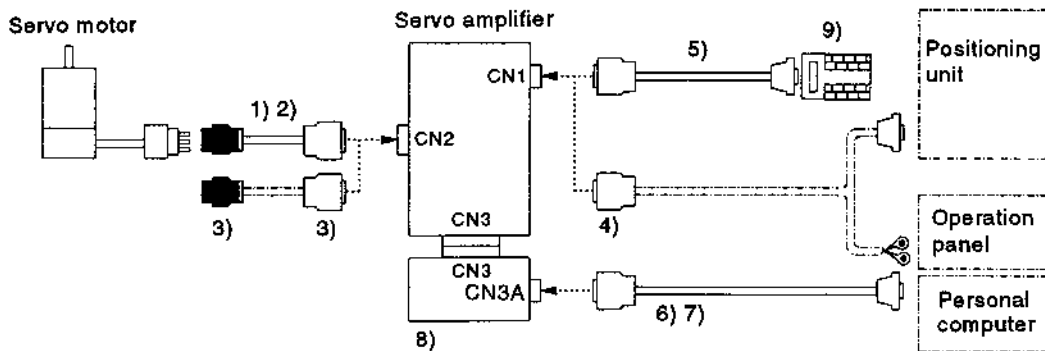 Servo motor
Servo amplifier
Positioning
unit
CN1
5)
9)
1) 2)
CN2
3)
3)
4)
CN3
CN3
CN3A
6) 7)
8)
Operation
panel
Personal
computer